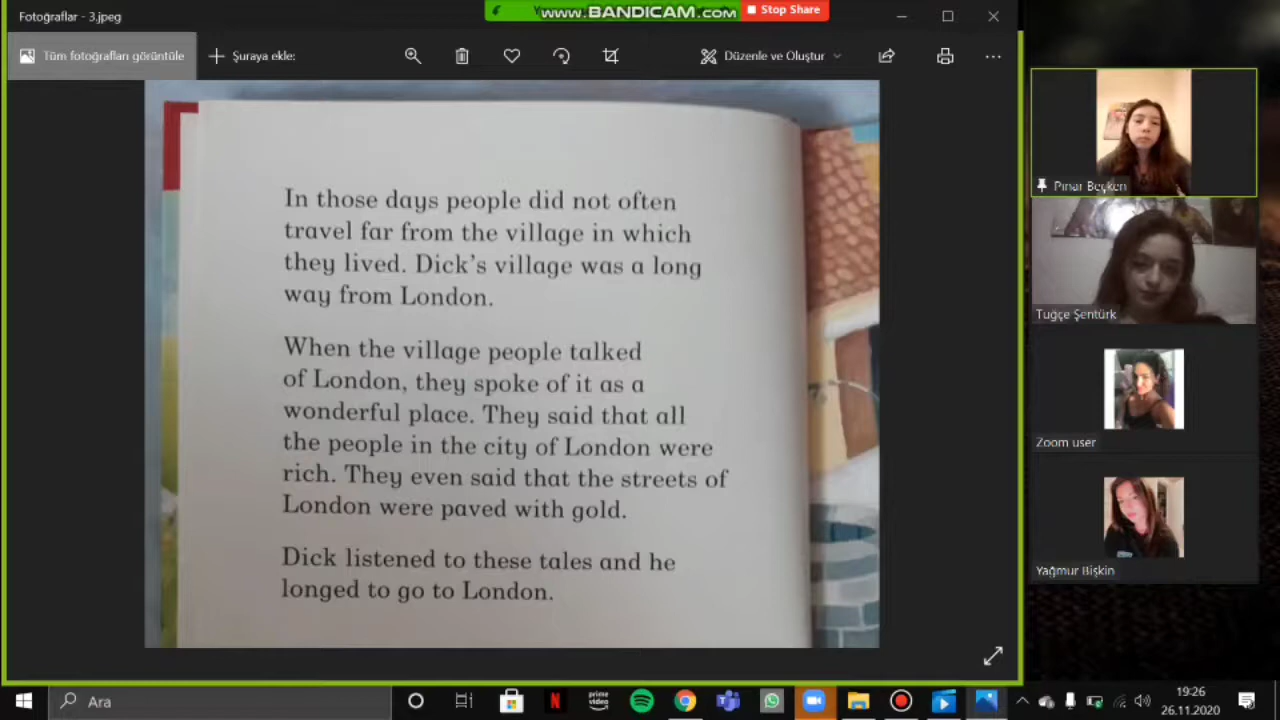 Fotoğraflar - 3.jpeg
www.BANDICAM.com
Stop Share
Tüm fotoğrafları görüntüle
Şuraya ekle:
Düzenle ve Oluştur
In those days people did not often
travel far from the village in which
they lived. Dick's village was a long
way from London.
When the village people talked
of London, they spoke of it as a
wonderful place. They said that all
the people in the city of London were
rich. They even said that the streets of
London were paved with gold.
Dick listened to these tales and he
longed to go to London.
Pınar Beçken
Tuğçe Şentürk
Zoom user
Yağmur Bişkin
Ara
NETFLIX
prime video
19:26
26.11.2020